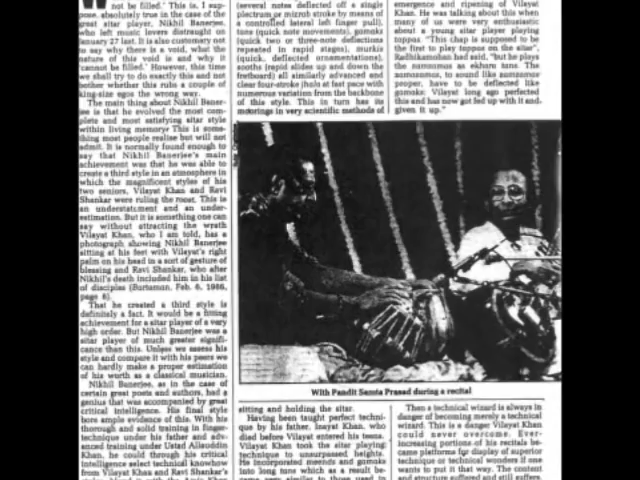 not be filled.' This is, I sup-
pose, absolutely true in the case of the
great sitar player, Nikhil Banerjee,
who left music lovers distraught on
January 27 last. It is also customary not
to say why there is a void, what the
nature of this void is and why it
cannot be filled.' However, this time
we shall try to do exactly this and not
bother whether this rubs a couple of
king-size egos the wrong way.
The main thing about Nikhil Baner-
jee is that he evolved the most com-
plete and most satisfying sitar style
within living memory. This is some-
thing most people realise but will not
admit. It is normally found enough to
say that Nikhil Banerjee's main
achievement was that he was able to
create a third style in an atmosphere in
which the magnificent styles of his
two seniors, Vilayat Khan and Ravi
Shankar were ruling the roost. This is
an understatement and an under-
estimation. But it is something one can
say without attracting the wrath
Vilayat Khan, who I am told, has a
photograph showing Nikhil Banerjee
sitting at his feet with Vilayat's right
palm on his head in a sort of gesture of
blessing and Ravi Shankar, who after
Nikhil's death included him in his list
of disciples (Bartaman, Feb. 6, 1986,
page 8).
That he created a third style is
definitely a fact. It would be a fitting
achievement for a sitar player of a very
high order. But Nikhil Banerjee was a
sitar player of much greater signifi-
cance than this. Unless we assess his
style and compare it with his peers we
can hardly make a proper estimation
of his worth as a classical musician.
Nikhil Banerjee, as in the case of
certain great poets and authors, had a
genius that was accompanied by great
critical intelligence. His final style
bore ample evidence of this. With his
thorough and solid training in finger-
technique under his father and adv-
anced training under Ustad Allauddin
Khan, he could through his critical
intelligence select technical knowhow
from Vilayat Khan and Ravi Shankar's
(several notes deflected off a single
plectrum or mizrab stroke by means of
a controlled lateral left finger pull),
tans (quick note movements), gamaks
(quick two or three-note deflections
repeated in rapid stages), murkis
(quick, deflected ornamentations),
sooths (rapid slides up and down the
fretboard) all similarly advanced and
clear four-stroke jhala at fast pace with
numerous variation from the backbone
of this style. This in turn has its
moorings in very scientific methods of
emergence and ripening of Vilayat
Khan. He was talking about this when
many of us were very enthusiastic
about a young sitar player playing
tappas. "This chap is supposed to be
the first to play tappas on the sitar",
Radhikamohan had said, "but he plays
the zamzamas as ekhara tans. The
zamzamas, to sound like zamzamas
proper, have to be deflected like
gamaks. Vilayat long ago perfected
this and has now got fed up with it and
given it up."
With Pandit Samta Prasad during a recital
sitting and holding the sitar.
Having been taught perfect techni-
que by his father, Inayat Khan, who
died before Vilayat entered his teens,
Vilayat Khan took the sitar playing
technique to unsurpassed heights.
He incorporated meends and gamaks
into long tans which as a result be-
Then a technical wizard is always in
danger of becoming merely a technical
wizard. This is a danger Vilayat Khan
could never overcome. Ever-
increasing portions of his recitals be-
came platforms for display of superior
technique or technical wonders if one
wants to put it that way. The content
and structure suffered and still suffers.